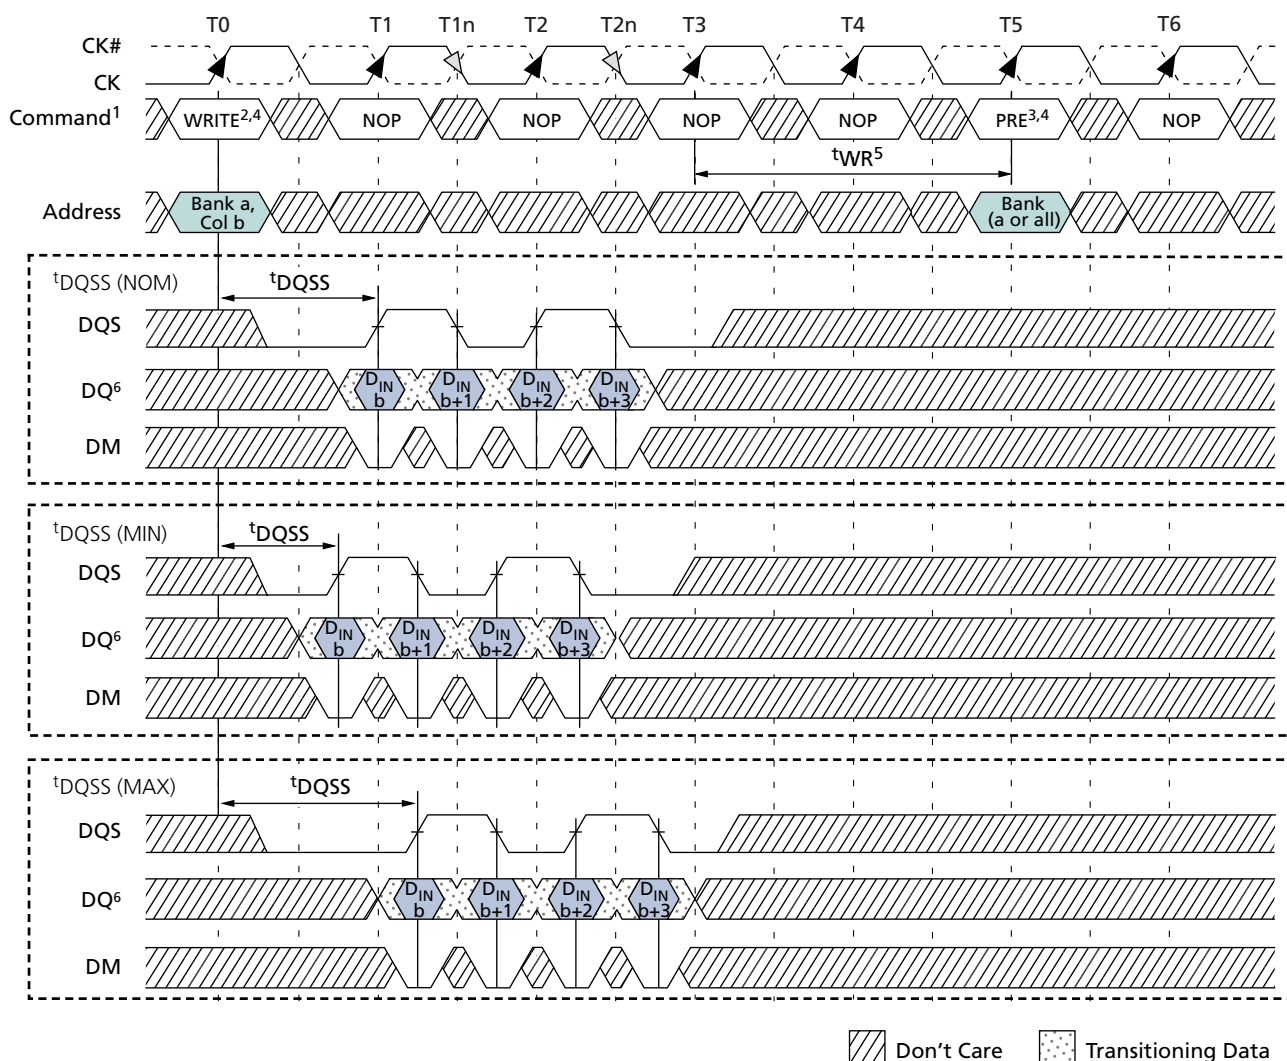 T0 T1 T1n T2 T2n T3 T4 T5 T6
CK#
CK
Command1 WRITE2,4 NOP NOP NOP NOP PRE3,4 NOP
tWR5
Address Bank a, Col b Bank (a or all)
tDQSS (NOM) tDQSS
DQS
DQ6 DIN b DIN b+1 DIN b+2 DIN b+3
DM
tDQSS (MIN) tDQSS
DQS
DQ6 DIN b DIN b+1 DIN b+2 DIN b+3
DM
tDQSS (MAX) tDQSS
DQS
DQ6 DIN b DIN b+1 DIN b+2 DIN b+3
DM
Don't Care Transitioning Data